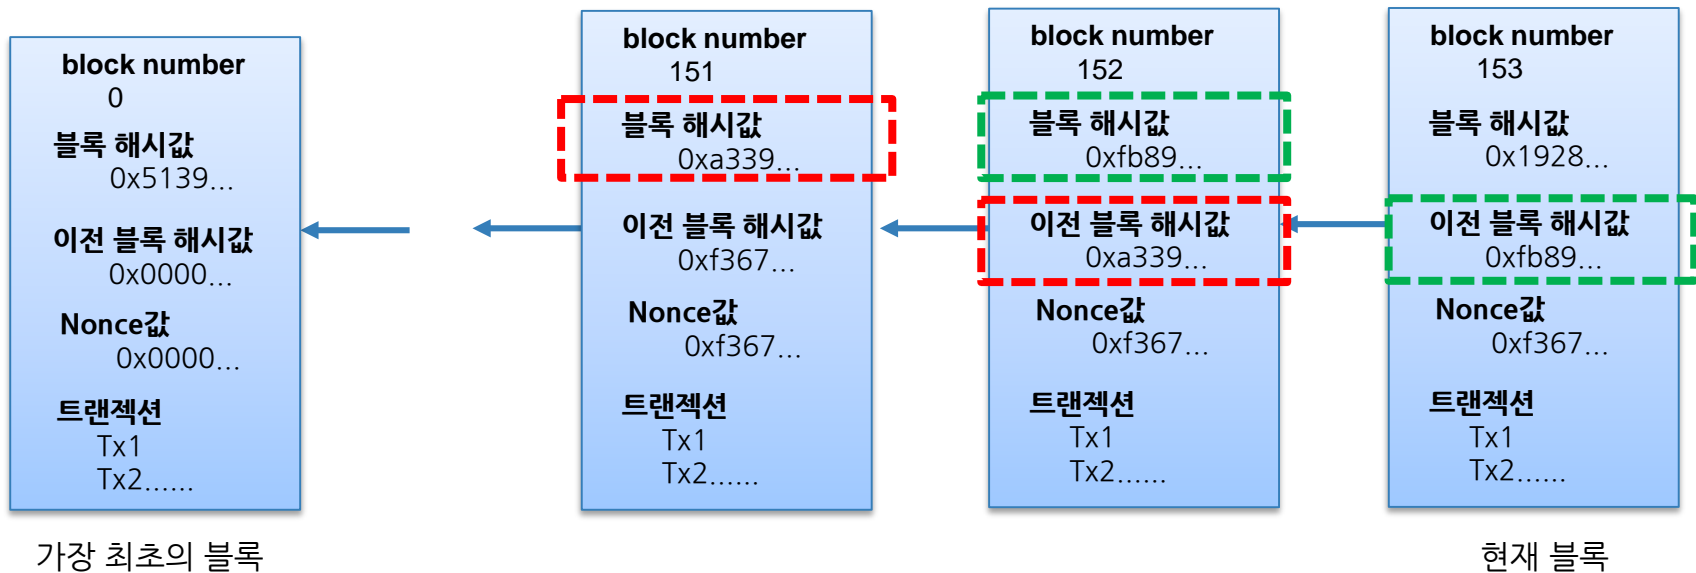 block number
0
블록 해시값
0x5139...
이전 블록 해시값
0x0000...
Nonce값
0x0000...
트랜젝션
Tx1
Tx2......
가장 최초의 블록
block number
151
블록 해시값
0xa339...
이전 블록 해시값
0xf367...
Nonce값
0xf367...
트랜젝션
Tx1
Tx2......
block number
152
블록 해시값
0xfb89...
이전 블록 해시값
0xa339...
Nonce값
0xf367...
트랜젝션
Tx1
Tx2......
block number
153
블록 해시값
0x1928...
이전 블록 해시값
0xfb89...
Nonce값
0xf367...
트랜젝션
Tx1
Tx2......
현재 블록